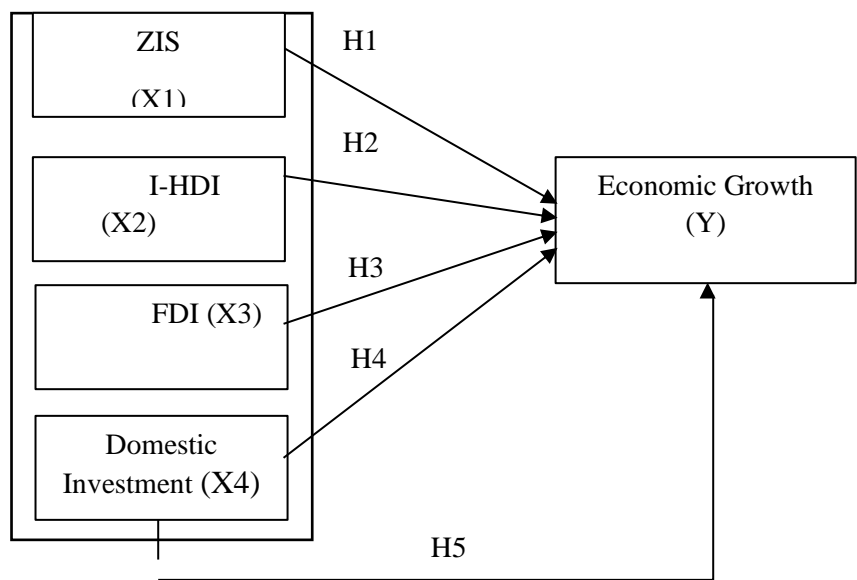 ZIS
(X1)
H1
H2
I-HDI
(X2)
Economic Growth
(Y)
H3
FDI (X3)
H4
Domestic
Investment (X4)
H5